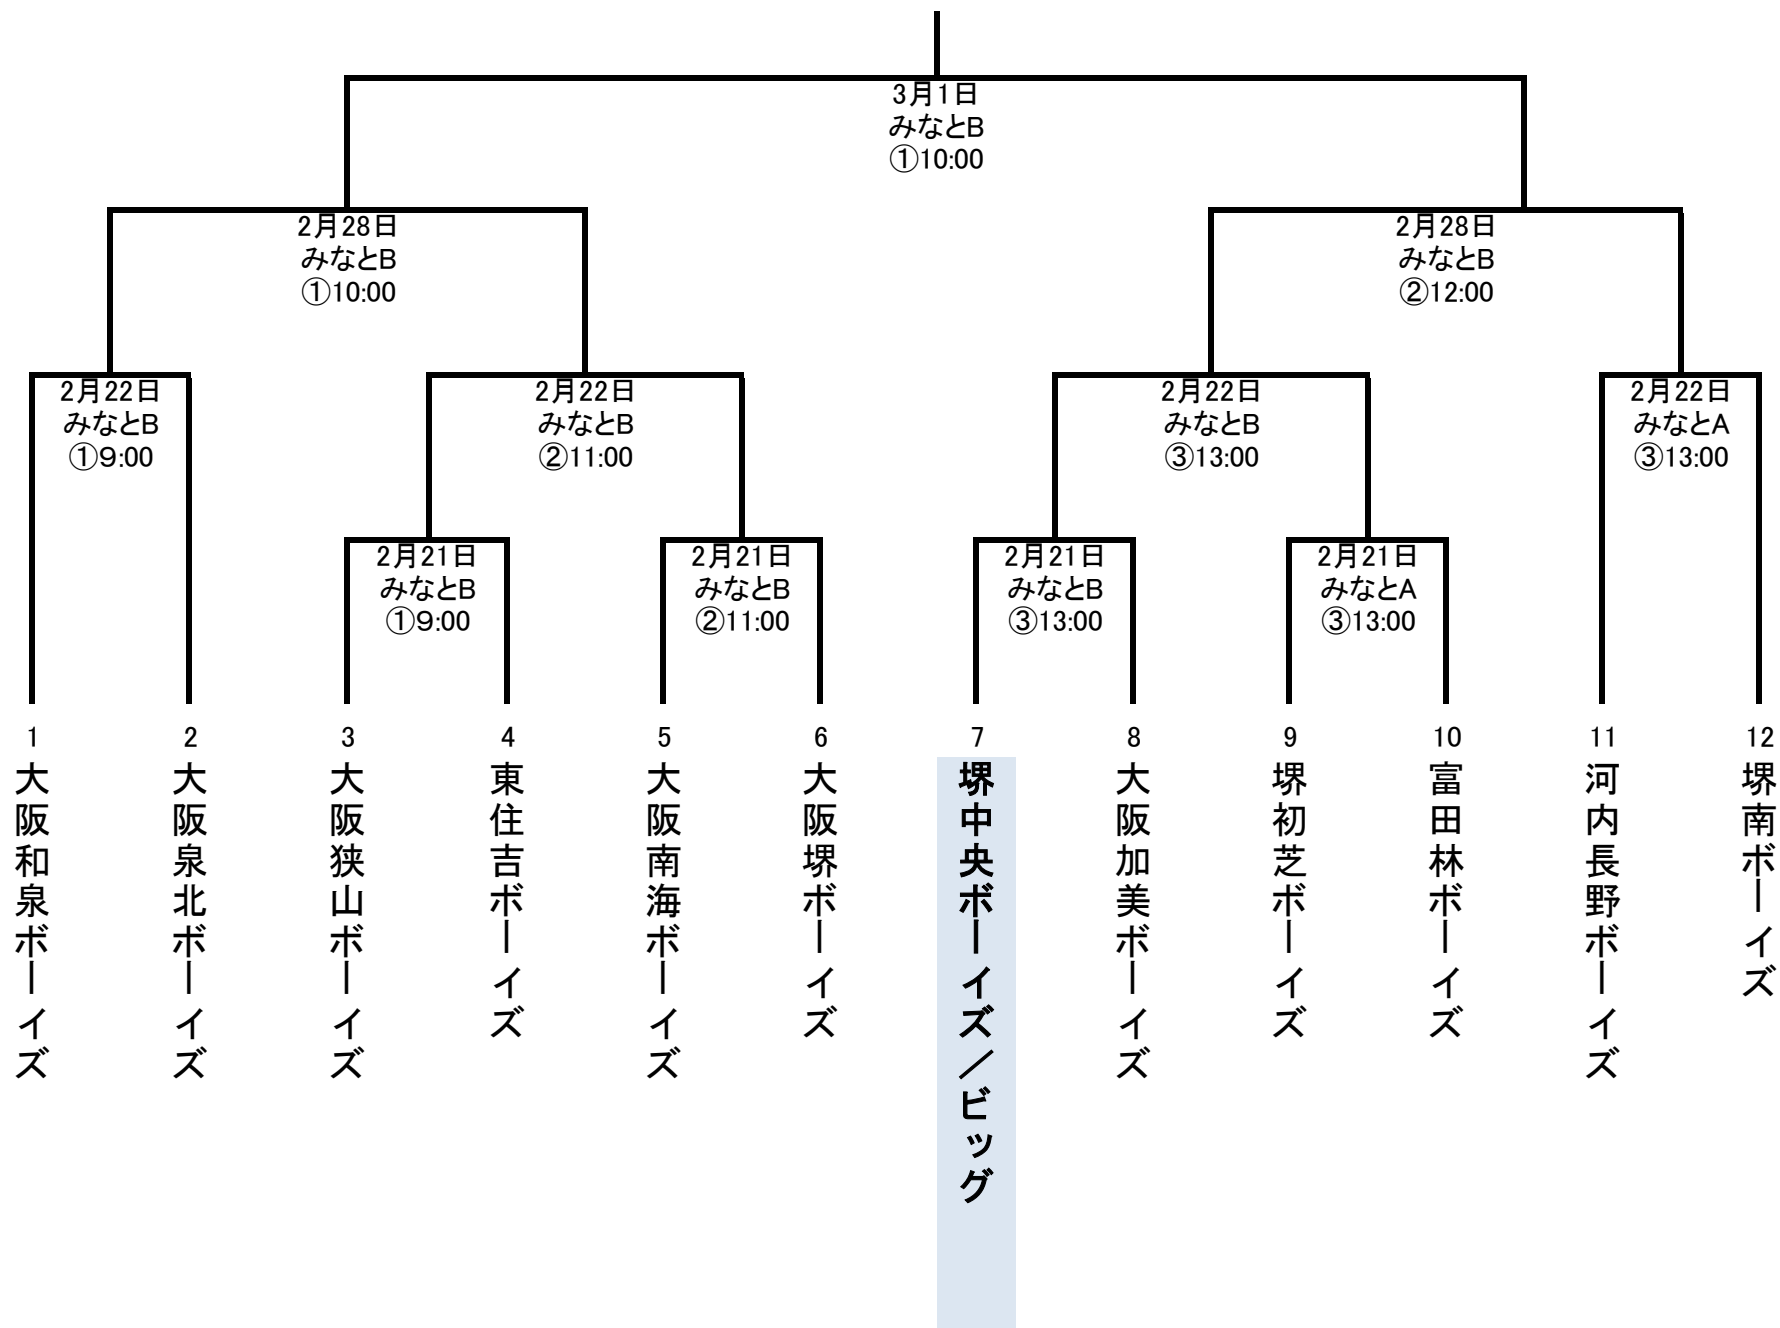 3月1日
みなとB
①10:00
2月28日
みなとB
①10:00
2月28日
みなとB
②12:00
2月22日
みなとB
①9:00
2月22日
みなとB
②11:00
2月22日
みなとB
③13:00
2月22日
みなとA
③13:00
2月21日
みなとB
①9:00
2月21日
みなとB
②11:00
2月21日
みなとB
③13:00
2月21日
みなとA
③13:00
1
大阪和泉ボーイズ
2
大阪泉北ボーイズ
3
大阪狭山ボーイズ
4
東住吉ボーイズ
5
大阪南海ボーイズ
6
大阪堺ボーイズ
7
堺中央ボーイズ／ビッグ
8
大阪加美ボーイズ
9
堺初芝ボーイズ
10
富田林ボーイズ
11
河内長野ボーイズ
12
堺南ボーイズ